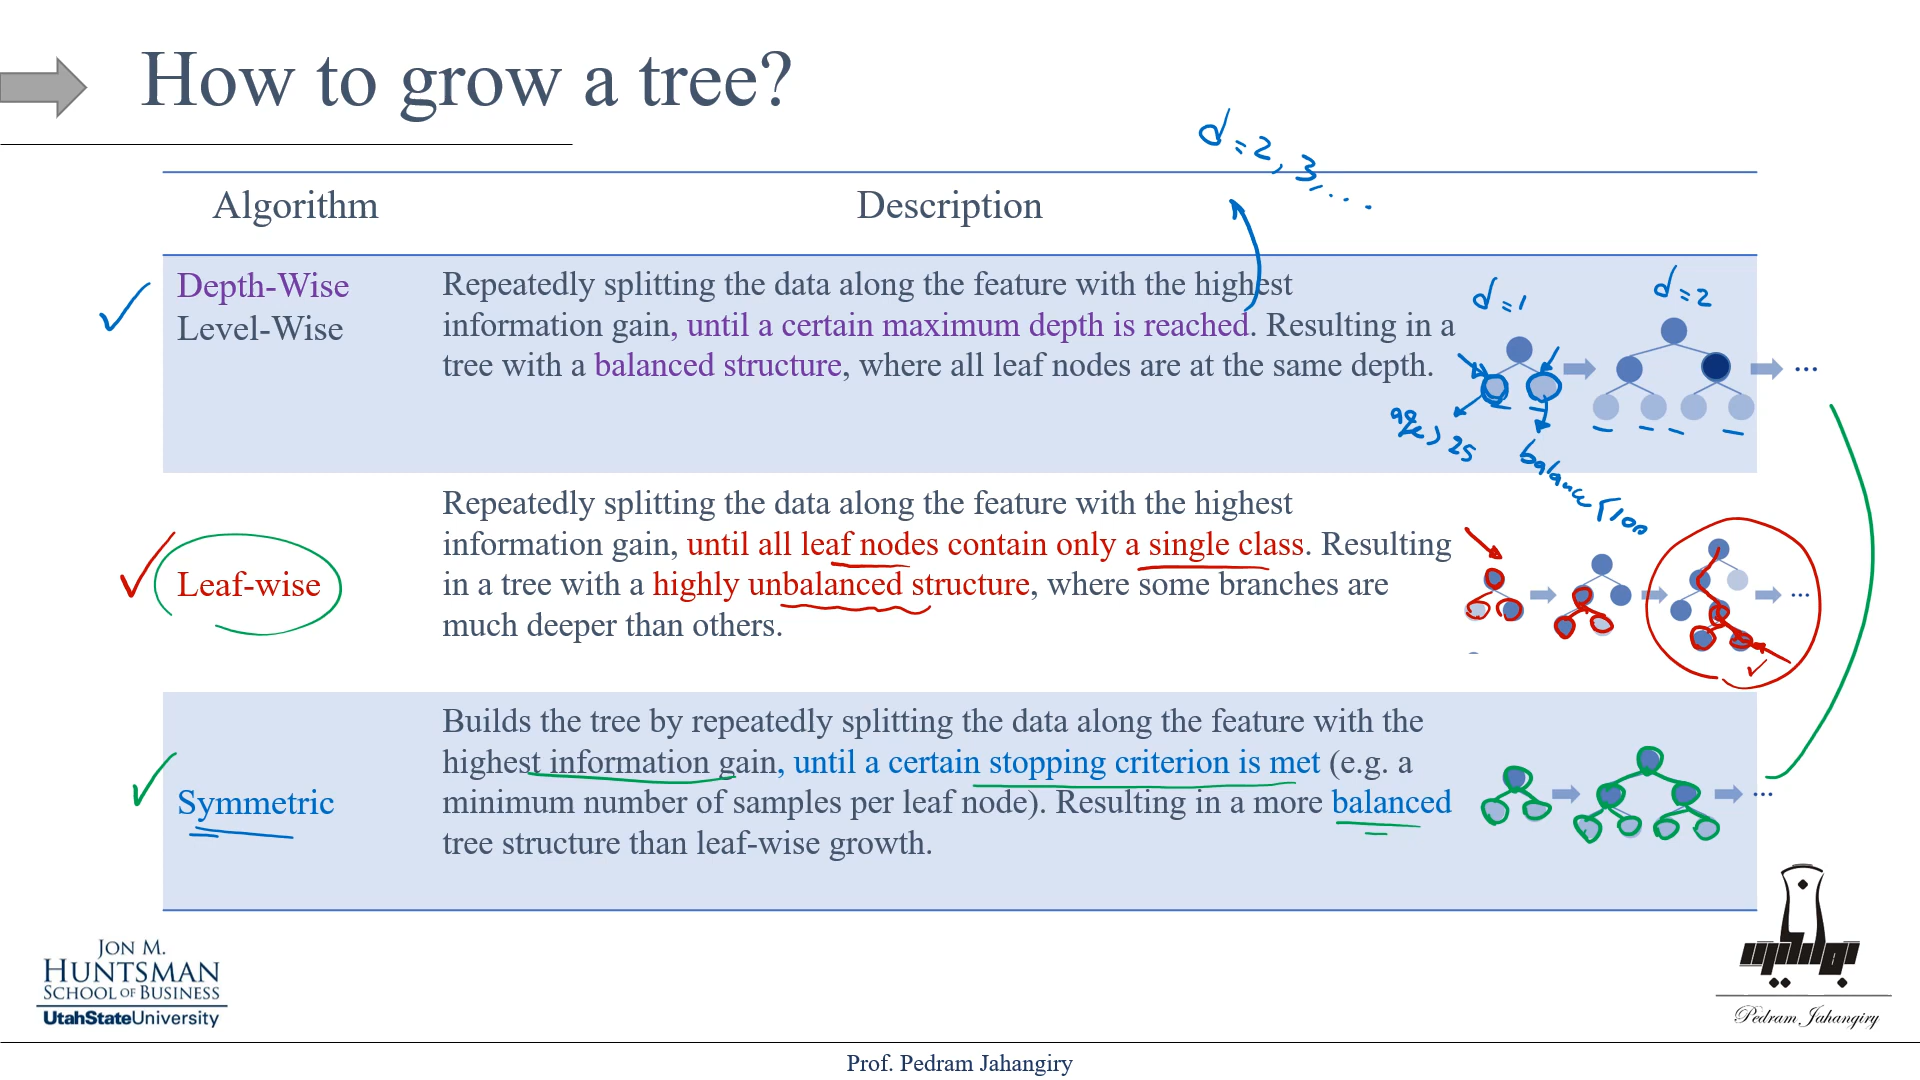 How to grow a tree?
d=2, 3, ...
Algorithm
Description
Depth-Wise
Level-Wise
Repeatedly splitting the data along the feature with the highest
information gain, until a certain maximum depth is reached. Resulting in a
tree with a balanced structure, where all leaf nodes are at the same depth.
d=1
d=2
...
age > 25
balance
Leaf-wise
Repeatedly splitting the data along the feature with the highest
information gain, until all leaf nodes contain only a single class. Resulting
in a tree with a highly unbalanced structure, where some branches are
much deeper than others.
...
Symmetric
Builds the tree by repeatedly splitting the data along the feature with the
highest information gain, until a certain stopping criterion is met (e.g. a
minimum number of samples per leaf node). Resulting in a more balanced
tree structure than leaf-wise growth.
...
JON M.
HUNTSMAN
SCHOOL OF BUSINESS
UtahStateUniversity
Pedram Jahangiry
Prof. Pedram Jahangiry